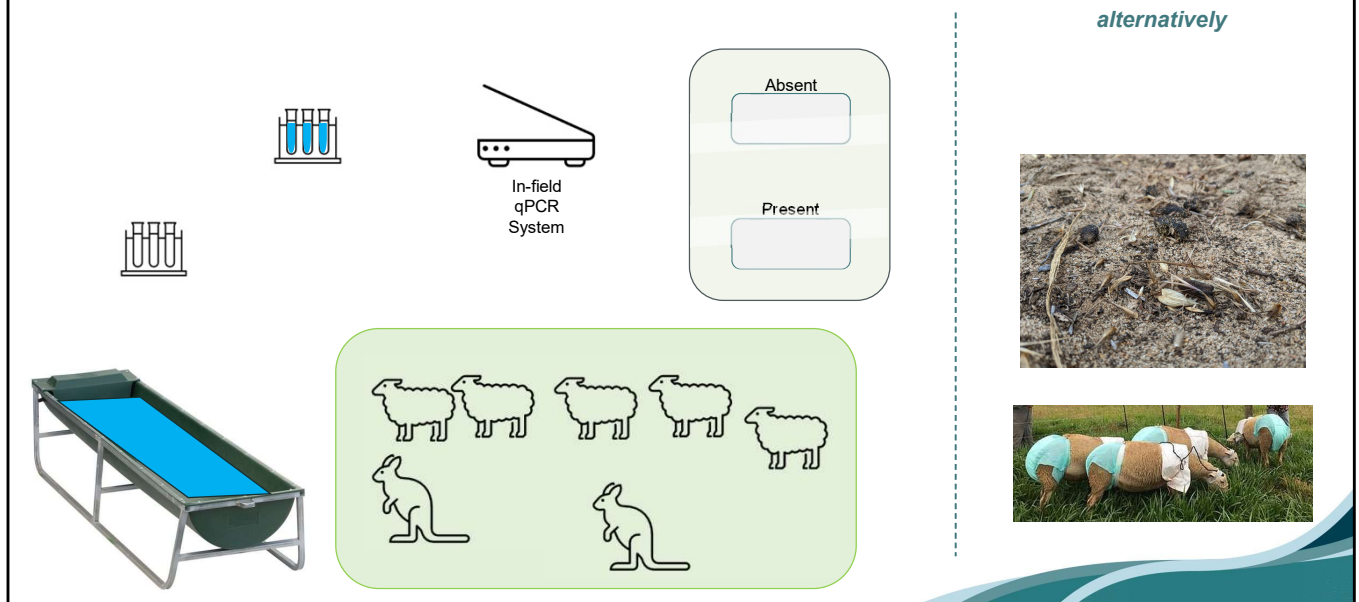 alternatively
Absent
In-field
qPCR
System
Present